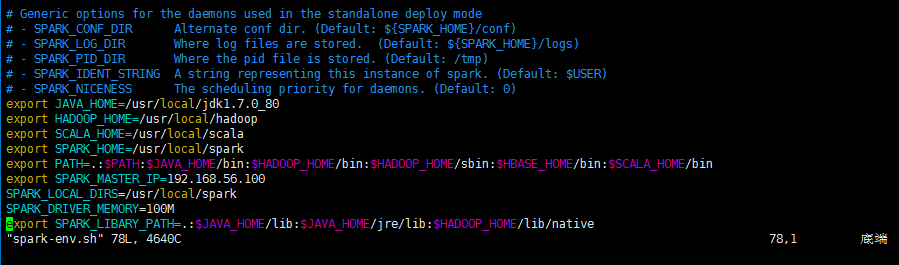 # Generic options for the daemons used in the standalone deploy mode
# - SPARK_CONF_DIR      Alternate conf dir. (Default: ${SPARK_HOME}/conf)
# - SPARK_LOG_DIR       Where log files are stored.  (Default: ${SPARK_HOME}/logs)
# - SPARK_PID_DIR       Where the pid file is stored. (Default: /tmp)
# - SPARK_IDENT_STRING  A string representing this instance of spark. (Default: $USER)
# - SPARK_NICENESS      The scheduling priority for daemons. (Default: 0)
export JAVA_HOME=/usr/local/jdk1.7.0_80
export HADOOP_HOME=/usr/local/hadoop
export SCALA_HOME=/usr/local/scala
export SPARK_HOME=/usr/local/spark
export PATH=.:$PATH:$JAVA_HOME/bin:$HADOOP_HOME/bin:$HADOOP_HOME/sbin:$HBASE_HOME/bin:$SCALA_HOME/bin
export SPARK_MASTER_IP=192.168.56.100
SPARK_LOCAL_DIRS=/usr/local/spark
SPARK_DRIVER_MEMORY=100M
export SPARK_LIBARY_PATH=.:$JAVA_HOME/lib:$JAVA_HOME/jre/lib:$HADOOP_HOME/lib/native
"spark-env.sh" 78L, 4640C 78,1 底端